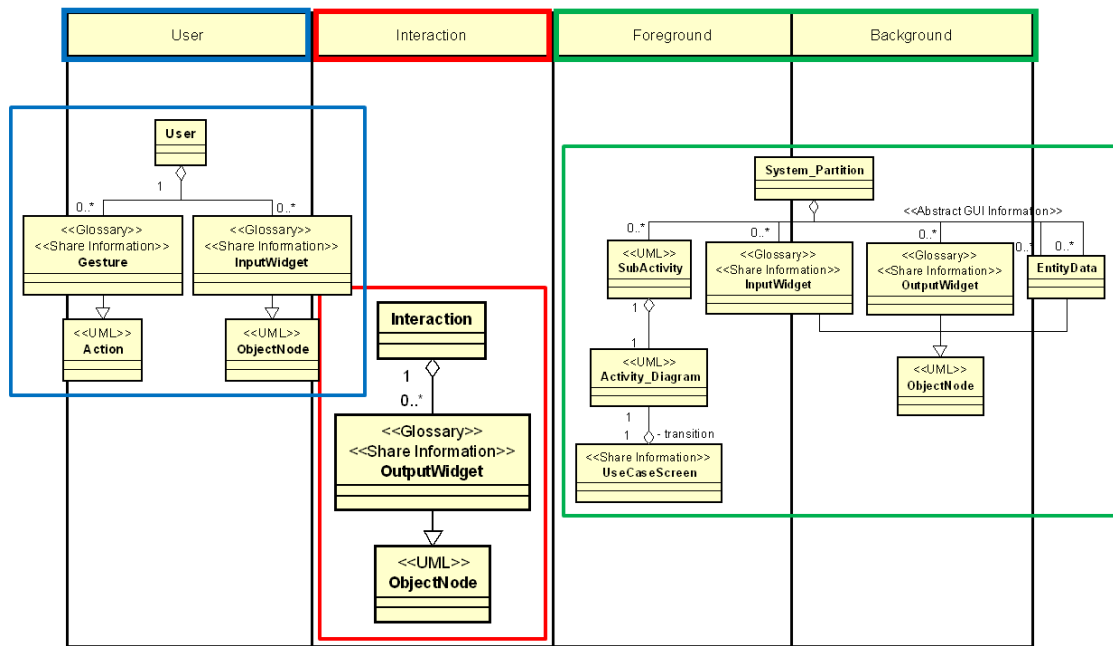 User
Interaction
Foreground
Background
User
1
0..*
0..*
<<Glossary>>
<<Share Information>>
Gesture
<<Glossary>>
<<Share Information>>
InputWidget
<<UML>>
Action
<<UML>>
ObjectNode
Interaction
1
0..*
<<Glossary>>
<<Share Information>>
OutputWidget
<<UML>>
ObjectNode
System_Partition
<<Abstract GUI Information>>
0..*
0..*
0..*
0..*
0..*
<<UML>>
SubActivity
<<Glossary>>
<<Share Information>>
InputWidget
<<Glossary>>
<<Share Information>>
OutputWidget
EntityData
1
1
<<UML>>
Activity_Diagram
<<UML>>
ObjectNode
1
1
- transition
<<Share Information>>
UseCaseScreen